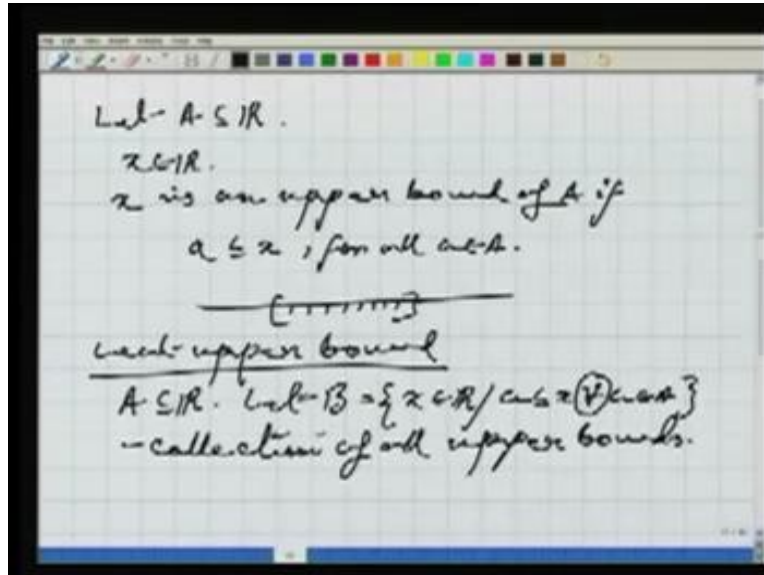 Let A ⊆ ℝ.
x ∈ ℝ.
x is an upper bound of A if
a ≤ x, for all a ∈ A.
Least upper bound
A ⊆ ℝ. Let B = {x ∈ ℝ / a ≤ x ∀ a ∈ A}
- collection of all upper bounds.